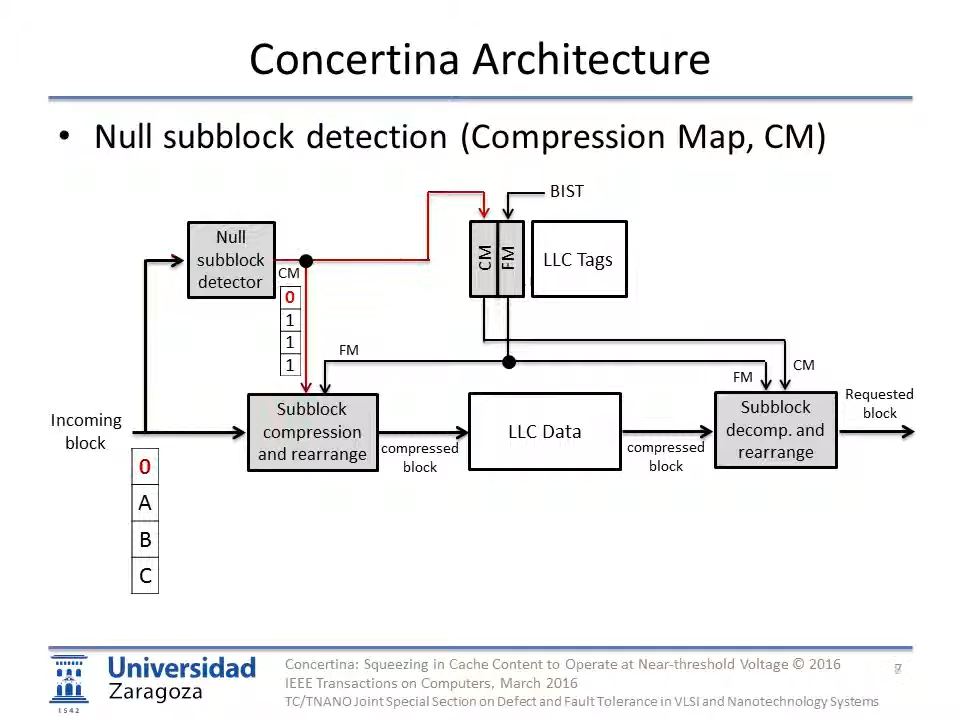 Concertina Architecture
• Null subblock detection (Compression Map, CM)
BIST
Null
subblock
detector
CM
FM
LLC Tags
CM
0
1
1
1
FM
CM
FM
Incoming
block
Subblock
compression
and rearrange
compressed
block
LLC Data
compressed
block
Subblock
decomp. and
rearrange
Requested
block
0
A
B
C
1542
Universidad
Zaragoza
Concertina: Squeezing in Cache Content to Operate at Near-threshold Voltage © 2016
IEEE Transactions on Computers, March 2016
TC/TNANO Joint Special Section on Defect and Fault Tolerance in VLSI and Nanotechnology Systems